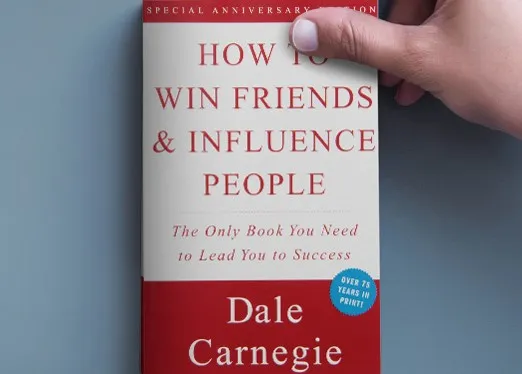 SPECIAL ANNIVERSARY EDITION
HOW TO
WIN FRIENDS
& INFLUENCE
PEOPLE
The Only Book You Need
to Lead You to Success
OVER 75
YEARS IN
PRINT!
Dale
Carnegie